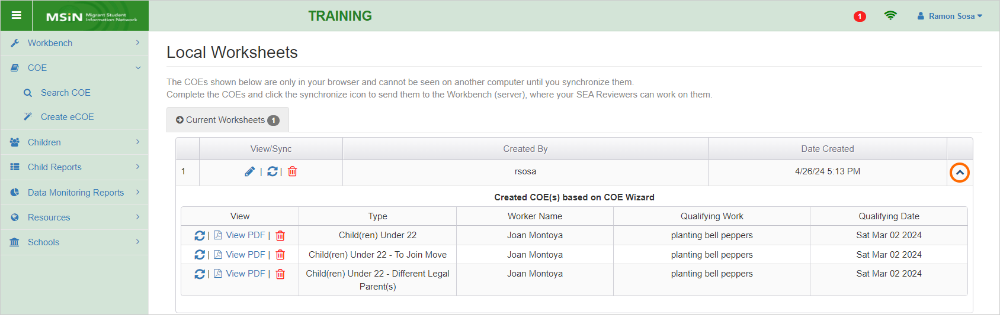 MSiN Migrant Student
Information Network
TRAINING
1
Ramon Sosa
Workbench
COE
Search COE
Create eCOE
Children
Child Reports
Data Monitoring Reports
Resources
Schools
Local Worksheets
The COEs shown below are only in your browser and cannot be seen on another computer until you synchronize them.
Complete the COEs and click the synchronize icon to send them to the Workbench (server), where your SEA Reviewers can work on them.
Current Worksheets 1
View/Sync Created By Date Created
1 | | rsosa 4/26/24 5:13 PM
Created COE(s) based on COE Wizard
View Type Worker Name Qualifying Work Qualifying Date
| View PDF | Child(ren) Under 22 Joan Montoya planting bell peppers Sat Mar 02 2024
| View PDF | Child(ren) Under 22 - To Join Move Joan Montoya planting bell peppers Sat Mar 02 2024
| View PDF | Child(ren) Under 22 - Different Legal Joan Montoya planting bell peppers Sat Mar 02 2024
Parent(s)